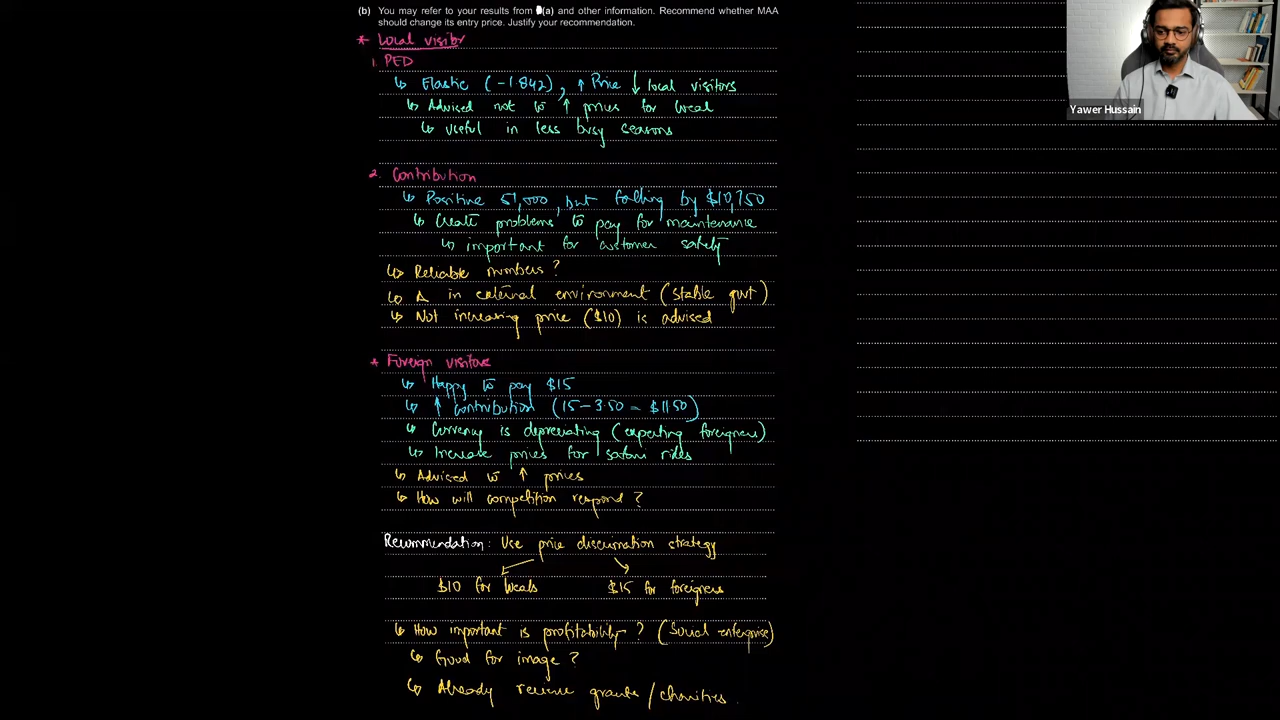 (b) You may refer to your results from (a) and other information. Recommend whether MAA
should change its entry price. Justify your recommendation.
Yawer Hussain
* Local visitor
1. PED
↳ Elastic (-1.842), ↑ Price ↓ local visitors
↳ Advised not to ↑ prices for local
↳ Useful in less busy seasons
2. Contribution
↳ Positive 51,000, but falling by $10,750
↳ Create problems to pay for maintenance
↳ important for customer safety
↳ Reliable numbers?
↳ Δ in external environment (stable govt)
↳ Not increasing price ($10) is advised
* Foreign visitors
↳ Happy to pay $15
↳ ↑ contribution (15 - 3.50 = $11.50)
↳ Currency is depreciating (expecting foreigners)
↳ Increase prices for safari rides
↳ Advised to ↑ prices
↳ How will competition respond?
Recommendation: Use price discrimation strategy
$10 for locals $15 for foreigners
↳ How important is profitability? (Social enterprise)
↳ Good for image?
↳ Already receive grants/charities.